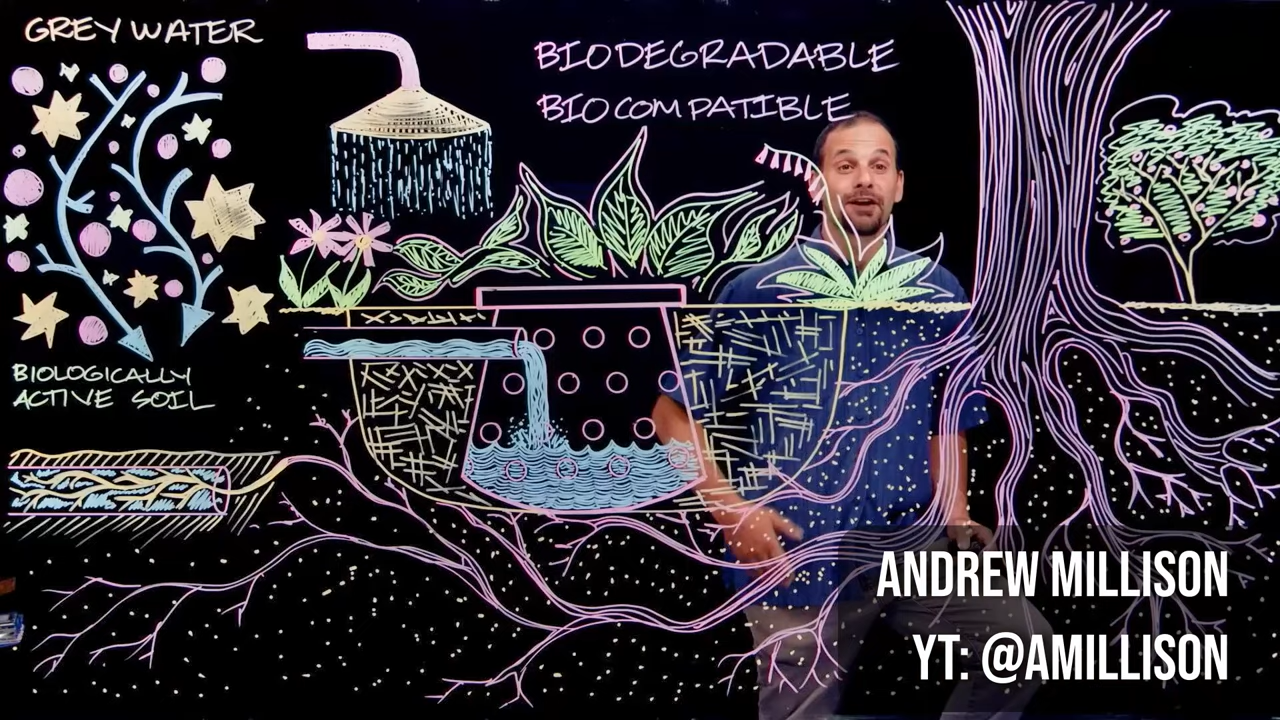 GREY WATER
BIODEGRADABLE
BIOCOMPATIBLE
BIOLOGICALLY
ACTIVE SOIL
ANDREW MILLISON
YT: @AMILLISON